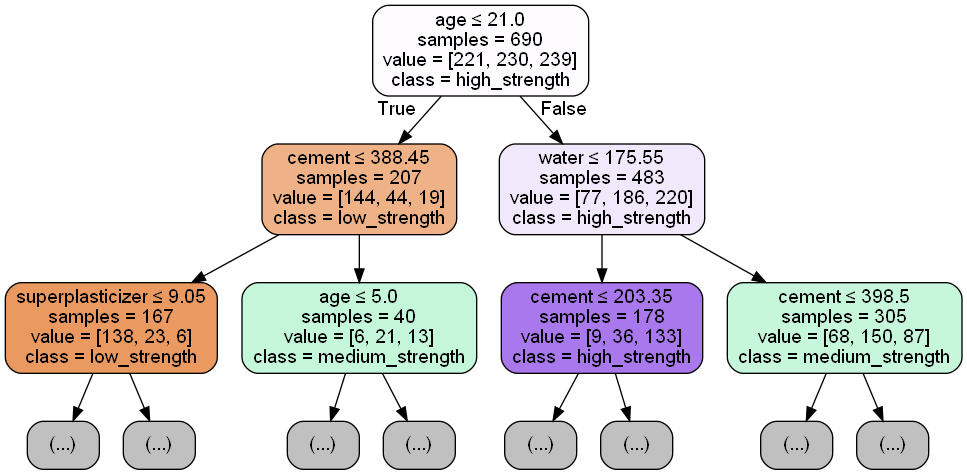 age ≤ 21.0
samples = 690
value = [221, 230, 239]
class = high_strength
True
False
cement ≤ 388.45
samples = 207
value = [144, 44, 19]
class = low_strength
water ≤ 175.55
samples = 483
value = [77, 186, 220]
class = high_strength
superplasticizer ≤ 9.05
samples = 167
value = [138, 23, 6]
class = low_strength
age ≤ 5.0
samples = 40
value = [6, 21, 13]
class = medium_strength
cement ≤ 203.35
samples = 178
value = [9, 36, 133]
class = high_strength
cement ≤ 398.5
samples = 305
value = [68, 150, 87]
class = medium_strength
(...)
(...)
(...)
(...)
(...)
(...)
(...)
(...)